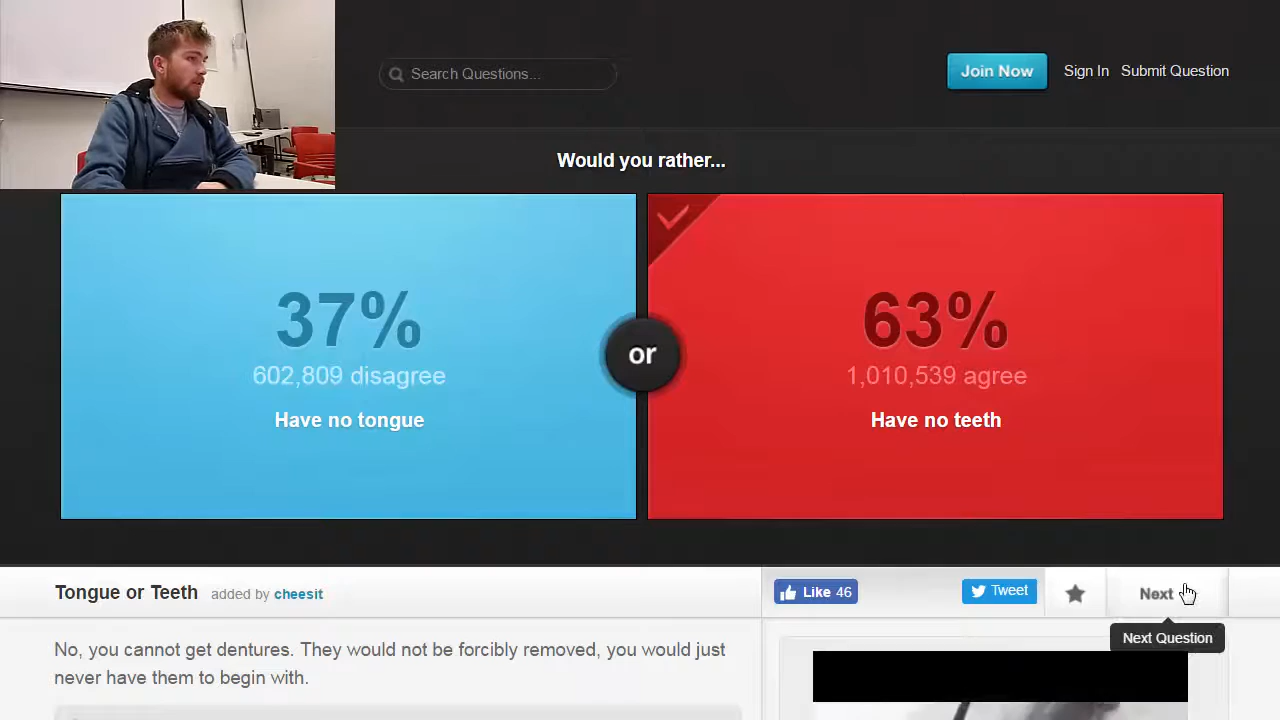 Search Questions...
Join Now
Sign In
Submit Question
Would you rather...
37%
602,809 disagree
Have no tongue
or
63%
1,010,539 agree
Have no teeth
Tongue or Teeth added by cheesit
Like 46
Tweet
Next
Next Question
No, you cannot get dentures. They would not be forcibly removed, you would just
never have them to begin with.